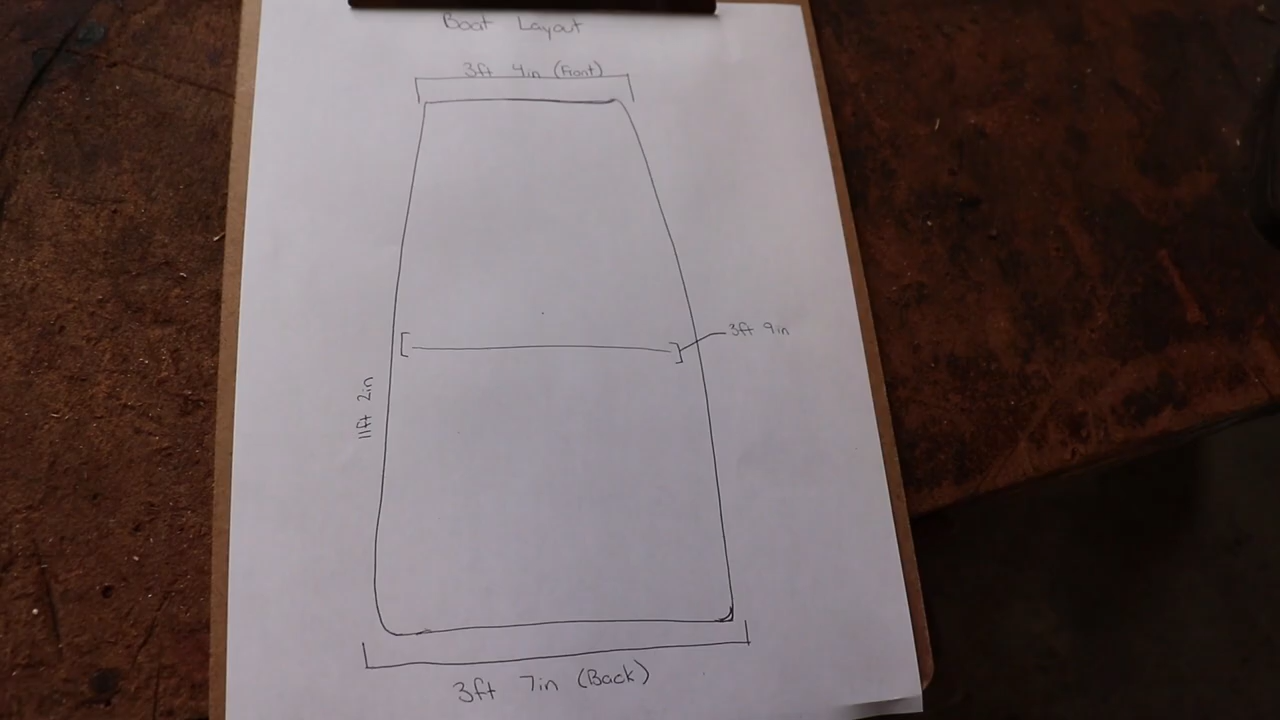 Boat Layout
3ft 4in (Front)
3ft 9in
11ft 2in
3ft 7in (Back)